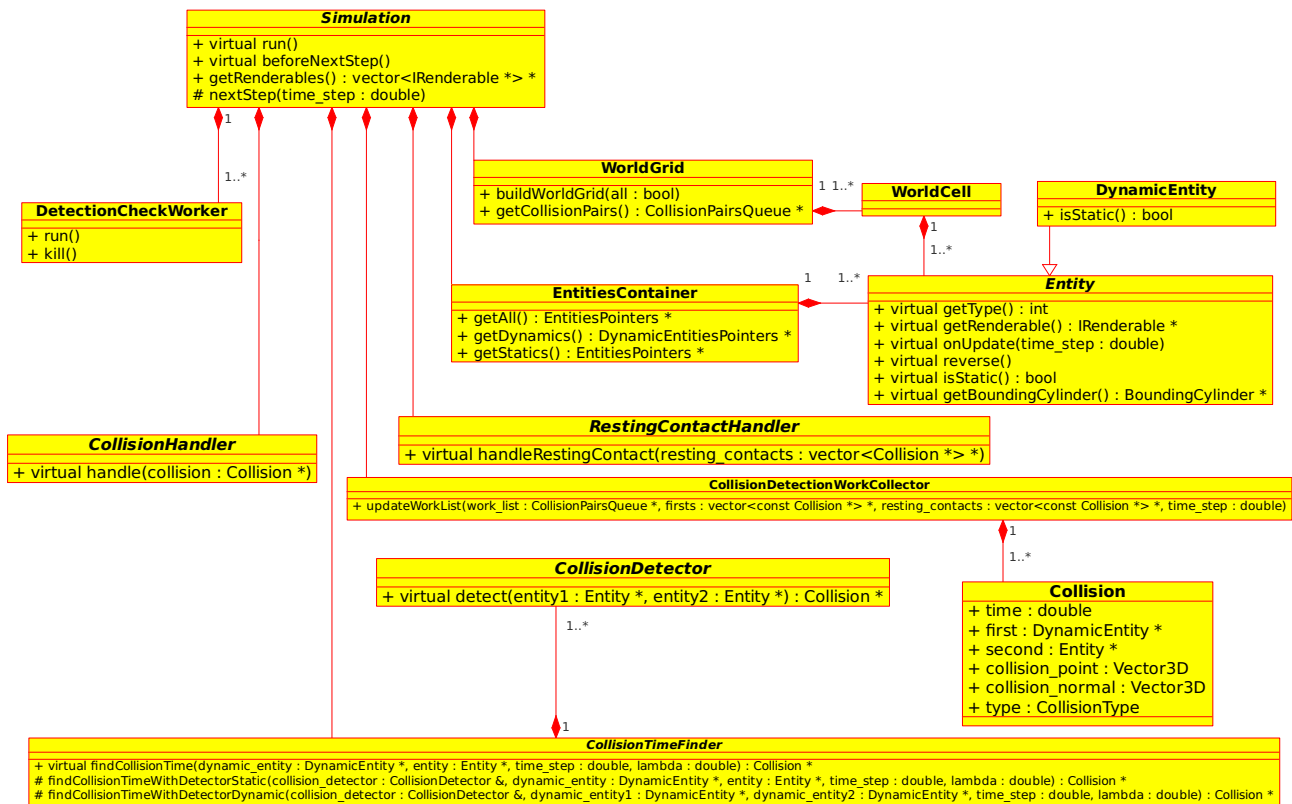 Simulation
+ virtual run()
+ virtual beforeNextStep()
+ getRenderables() : vector<IRenderable *> *
# nextStep(time_step : double)
1
1..*
DetectionCheckWorker
+ run()
+ kill()
WorldGrid
+ buildWorldGrid(all : bool)
+ getCollisionPairs() : CollisionPairsQueue *
1 1..*
WorldCell
1
1..*
DynamicEntity
+ isStatic() : bool
EntitiesContainer
+ getAll() : EntitiesPointers *
+ getDynamics() : DynamicEntitiesPointers *
+ getStatics() : EntitiesPointers *
1 1..*
Entity
+ virtual getType() : int
+ virtual getRenderable() : IRenderable *
+ virtual onUpdate(time_step : double)
+ virtual reverse()
+ virtual isStatic() : bool
+ virtual getBoundingCylinder() : BoundingCylinder *
CollisionHandler
+ virtual handle(collision : Collision *)
RestingContactHandler
+ virtual handleRestingContact(resting_contacts : vector<Collision *> *)
CollisionDetectionWorkCollector
+ updateWorkList(work_list : CollisionPairsQueue *, firsts : vector<const Collision *> *, resting_contacts : vector<const Collision *> *, time_step : double)
1
1..*
CollisionDetector
+ virtual detect(entity1 : Entity *, entity2 : Entity *) : Collision *
1..*
1
Collision
+ time : double
+ first : DynamicEntity *
+ second : Entity *
+ collision_point : Vector3D
+ collision_normal : Vector3D
+ type : CollisionType
CollisionTimeFinder
+ virtual findCollisionTime(dynamic_entity : DynamicEntity *, entity : Entity *, time_step : double, lambda : double) : Collision *
# findCollisionTimeWithDetectorStatic(collision_detector : CollisionDetector &, dynamic_entity : DynamicEntity *, entity : Entity *, time_step : double, lambda : double) : Collision *
# findCollisionTimeWithDetectorDynamic(collision_detector : CollisionDetector &, dynamic_entity1 : DynamicEntity *, dynamic_entity2 : DynamicEntity *, time_step : double, lambda : double) : Collision *